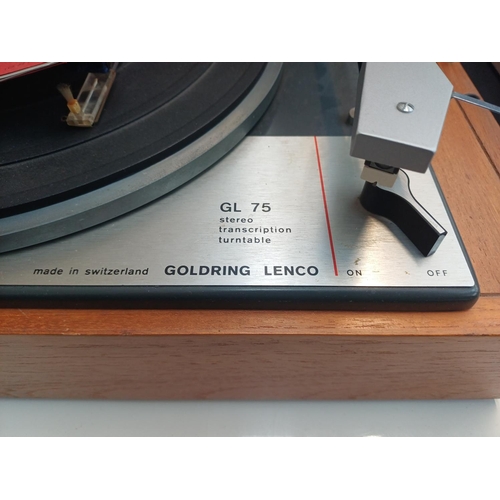 GL 75
stereo
transcription
turntable
made in switzerland GOLDRING LENCO ON OFF